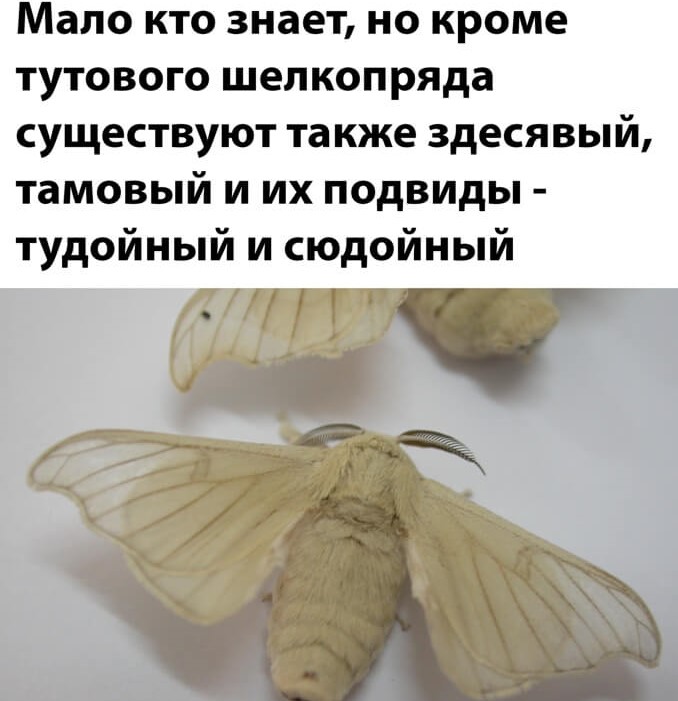 Мало кто знает, но кроме
тутового шелкопряда
существуют также здесявый,
тамовый и их подвиды -
тудойный и сюдойный